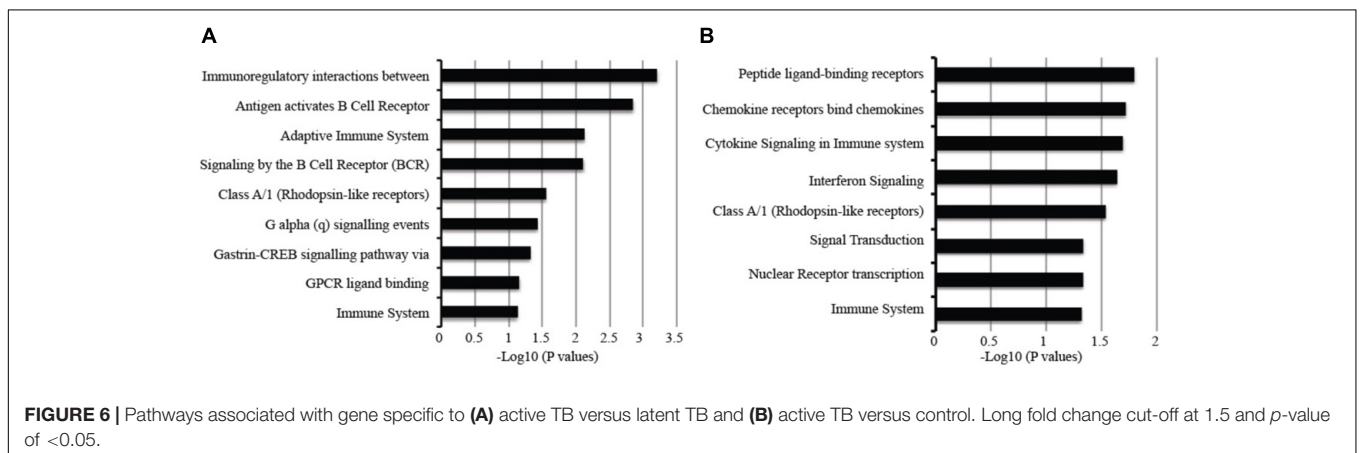 A
Immunoregulatory interactions between
Antigen activates B Cell Receptor
Adaptive Immune System
Signaling by the B Cell Receptor (BCR)
Class A/1 (Rhodopsin-like receptors)
G alpha (q) signalling events
Gastrin-CREB signalling pathway via
GPCR ligand binding
Immune System
0 0.5 1 1.5 2 2.5 3 3.5
-Log10 (P values)
B
Peptide ligand-binding receptors
Chemokine receptors bind chemokines
Cytokine Signaling in Immune system
Interferon Signaling
Class A/1 (Rhodopsin-like receptors)
Signal Transduction
Nuclear Receptor transcription
Immune System
0 0.5 1 1.5 2
-Log10 (P values)
FIGURE 6 | Pathways associated with gene specific to (A) active TB versus latent TB and (B) active TB versus control. Long fold change cut-off at 1.5 and p-value
of <0.05.